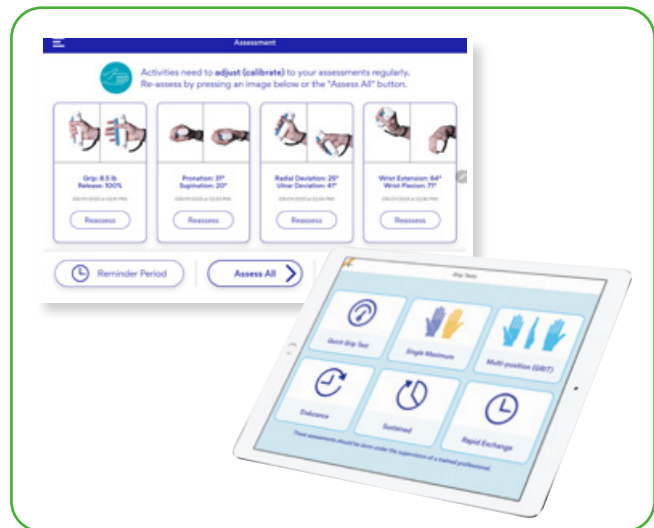 Assessment
Activities need to adjust (calibrate) to your assessments regularly.
Re-assess by pressing an image below or the "Assess All" button.
Grip: 8.5 lb
Release: 100%
Reassess
Pronation: 31°
Supination: 20°
Reassess
Radial Deviation: 25°
Ulnar Deviation: 41°
Reassess
Wrist Extension: 64°
Wrist Flexion: 71°
Reassess
Reminder Period
Assess All
Grip Tests
Quick Grip Test
Single Maximum
Multi-position (GRIT)
Endurance
Sustained
Rapid Exchange
These assessments should be done under the supervision of a trained professional.